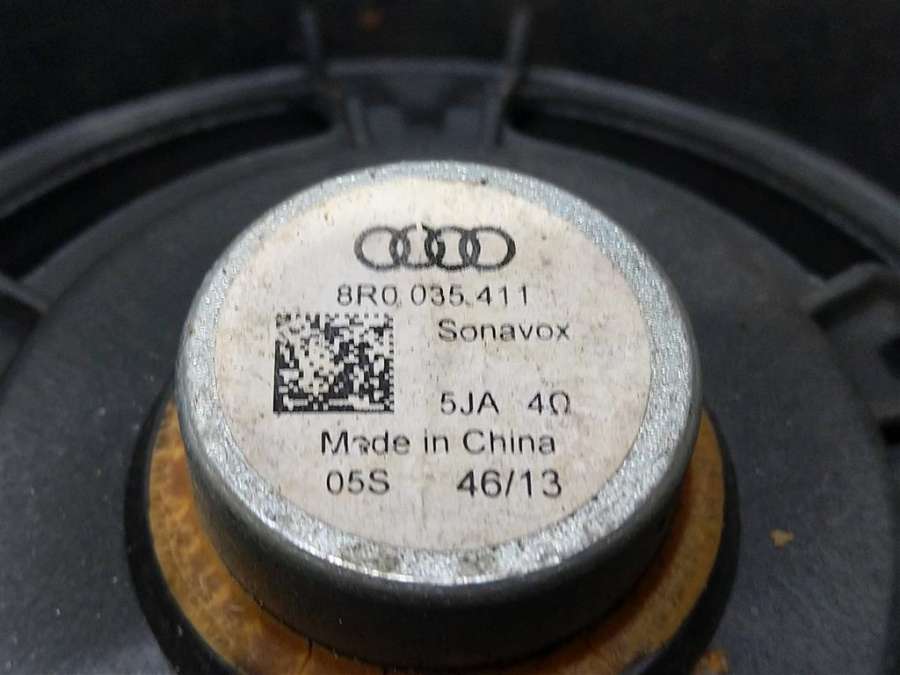 8R0 035 411
Sonavox
5JA 4Ω
Made in China
05S 46/13